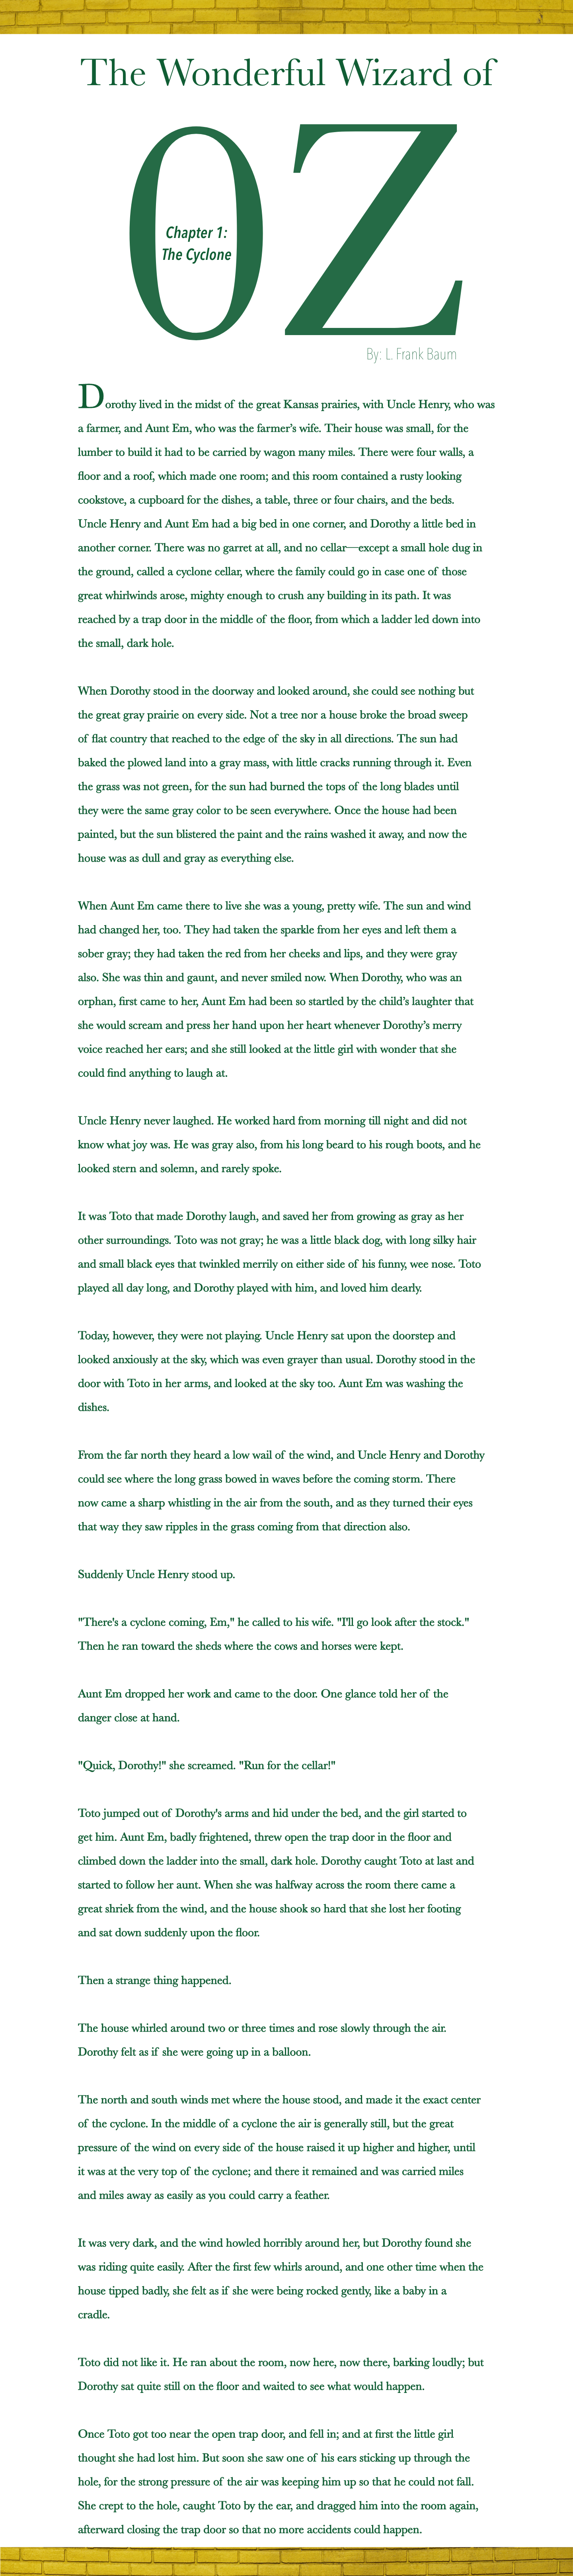 The Wonderful Wizard of
OZ
Chapter 1:
The Cyclone
By: L. Frank Baum
Dorothy lived in the midst of the great Kansas prairies, with Uncle Henry, who was
a farmer, and Aunt Em, who was the farmer’s wife. Their house was small, for the
lumber to build it had to be carried by wagon many miles. There were four walls, a
floor and a roof, which made one room; and this room contained a rusty looking
cookstove, a cupboard for the dishes, a table, three or four chairs, and the beds.
Uncle Henry and Aunt Em had a big bed in one corner, and Dorothy a little bed in
another corner. There was no garret at all, and no cellar—except a small hole dug in
the ground, called a cyclone cellar, where the family could go in case one of those
great whirlwinds arose, mighty enough to crush any building in its path. It was
reached by a trap door in the middle of the floor, from which a ladder led down into
the small, dark hole.
When Dorothy stood in the doorway and looked around, she could see nothing but
the great gray prairie on every side. Not a tree nor a house broke the broad sweep
of flat country that reached to the edge of the sky in all directions. The sun had
baked the plowed land into a gray mass, with little cracks running through it. Even
the grass was not green, for the sun had burned the tops of the long blades until
they were the same gray color to be seen everywhere. Once the house had been
painted, but the sun blistered the paint and the rains washed it away, and now the
house was as dull and gray as everything else.
When Aunt Em came there to live she was a young, pretty wife. The sun and wind
had changed her, too. They had taken the sparkle from her eyes and left them a
sober gray; they had taken the red from her cheeks and lips, and they were gray
also. She was thin and gaunt, and never smiled now. When Dorothy, who was an
orphan, first came to her, Aunt Em had been so startled by the child’s laughter that
she would scream and press her hand upon her heart whenever Dorothy’s merry
voice reached her ears; and she still looked at the little girl with wonder that she
could find anything to laugh at.
Uncle Henry never laughed. He worked hard from morning till night and did not
know what joy was. He was gray also, from his long beard to his rough boots, and he
looked stern and solemn, and rarely spoke.
It was Toto that made Dorothy laugh, and saved her from growing as gray as her
other surroundings. Toto was not gray; he was a little black dog, with long silky hair
and small black eyes that twinkled merrily on either side of his funny, wee nose. Toto
played all day long, and Dorothy played with him, and loved him dearly.
Today, however, they were not playing. Uncle Henry sat upon the doorstep and
looked anxiously at the sky, which was even grayer than usual. Dorothy stood in the
door with Toto in her arms, and looked at the sky too. Aunt Em was washing the
dishes.
From the far north they heard a low wail of the wind, and Uncle Henry and Dorothy
could see where the long grass bowed in waves before the coming storm. There
now came a sharp whistling in the air from the south, and as they turned their eyes
that way they saw ripples in the grass coming from that direction also.
Suddenly Uncle Henry stood up.
"There's a cyclone coming, Em," he called to his wife. "I'll go look after the stock."
Then he ran toward the sheds where the cows and horses were kept.
Aunt Em dropped her work and came to the door. One glance told her of the
danger close at hand.
"Quick, Dorothy!" she screamed. "Run for the cellar!"
Toto jumped out of Dorothy's arms and hid under the bed, and the girl started to
get him. Aunt Em, badly frightened, threw open the trap door in the floor and
climbed down the ladder into the small, dark hole. Dorothy caught Toto at last and
started to follow her aunt. When she was halfway across the room there came a
great shriek from the wind, and the house shook so hard that she lost her footing
and sat down suddenly upon the floor.
Then a strange thing happened.
The house whirled around two or three times and rose slowly through the air.
Dorothy felt as if she were going up in a balloon.
The north and south winds met where the house stood, and made it the exact center
of the cyclone. In the middle of a cyclone the air is generally still, but the great
pressure of the wind on every side of the house raised it up higher and higher, until
it was at the very top of the cyclone; and there it remained and was carried miles
and miles away as easily as you could carry a feather.
It was very dark, and the wind howled horribly around her, but Dorothy found she
was riding quite easily. After the first few whirls around, and one other time when the
house tipped badly, she felt as if she were being rocked gently, like a baby in a
cradle.
Toto did not like it. He ran about the room, now here, now there, barking loudly; but
Dorothy sat quite still on the floor and waited to see what would happen.
Once Toto got too near the open trap door, and fell in; and at first the little girl
thought she had lost him. But soon she saw one of his ears sticking up through the
hole, for the strong pressure of the air was keeping him up so that he could not fall.
She crept to the hole, caught Toto by the ear, and dragged him into the room again,
afterward closing the trap door so that no more accidents could happen.